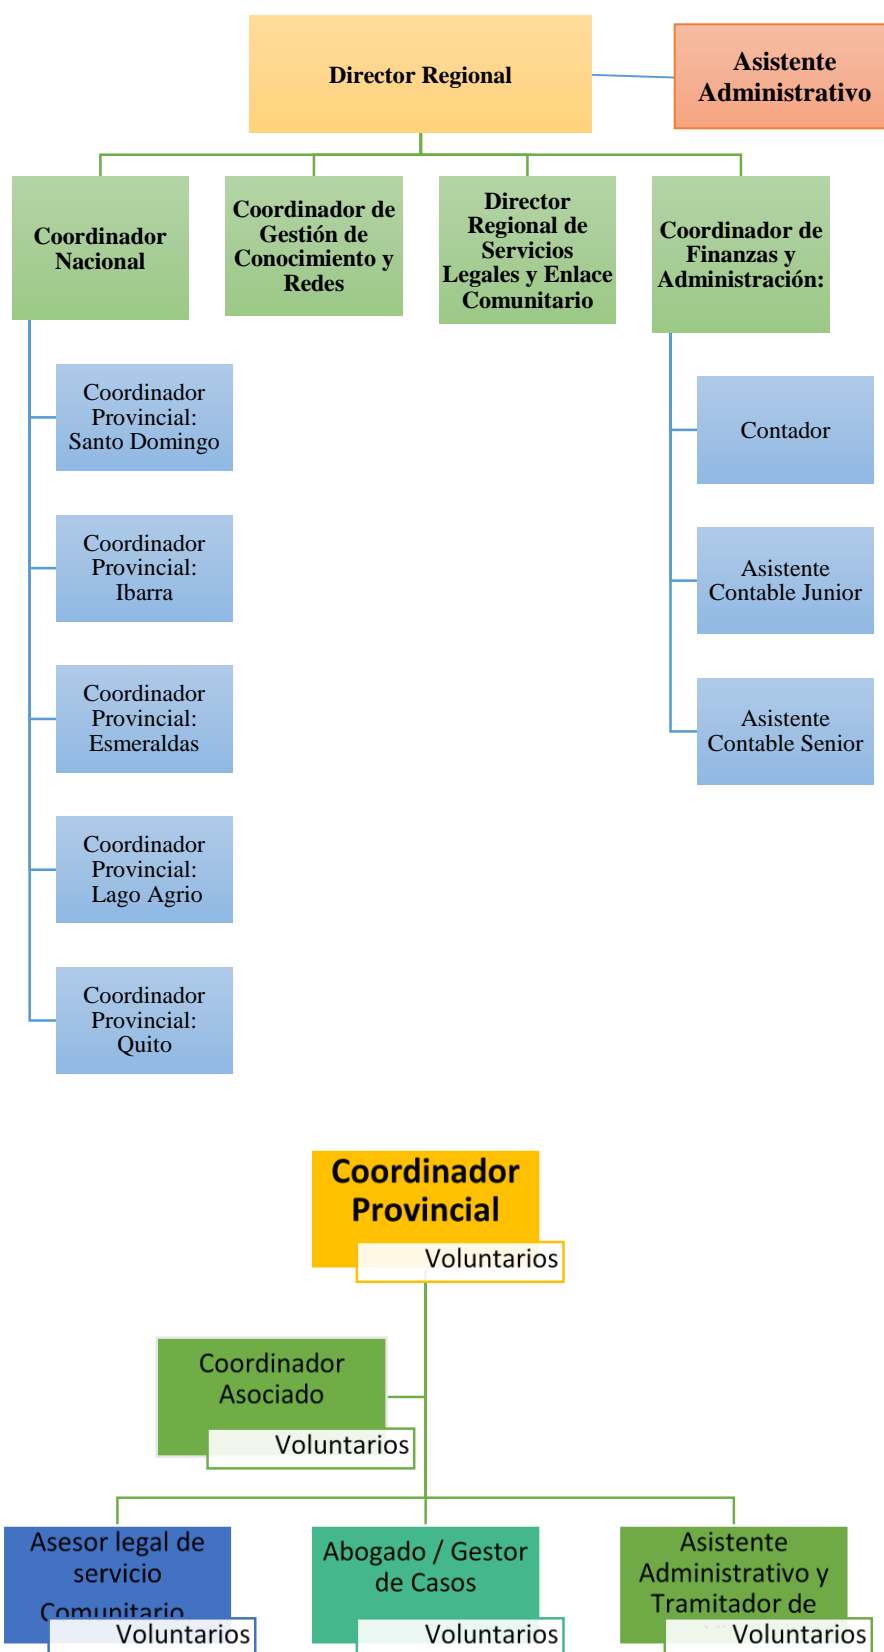 Director Regional
Asistente
Administrativo
Coordinador
Nacional
Coordinador de
Gestión de
Conocimiento y
Redes
Director
Regional de
Servicios
Legales y Enlace
Comunitario
Coordinador de
Finanzas y
Administración:
Coordinador
Provincial:
Santo Domingo
Coordinador
Provincial:
Ibarra
Coordinador
Provincial:
Esmeraldas
Coordinador
Provincial:
Lago Agrio
Coordinador
Provincial:
Quito
Contador
Asistente
Contable Junior
Asistente
Contable Senior
Coordinador
Provincial
Voluntarios
Coordinador
Asociado
Voluntarios
Asesor legal de
servicio
Comunitario
Voluntarios
Abogado / Gestor
de Casos
Voluntarios
Asistente
Administrativo y
Tramitador de
Voluntarios